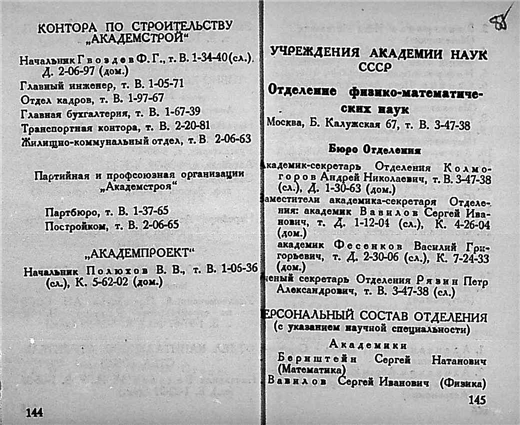 КОНТОРА ПО СТРОИТЕЛЬСТВУ
„АКАДЕМСТРОЙ“
Начальник Гвоздев Ф. Г., т. В. 1-34-40 (сл.),
Д. 2-06-97 (дом.)
Главный инженер, т. В. 1-05-71
Отдел кадров, т. В. 1-97-67
Главная бухгалтерия, т. В. 1-67-39
Транспортная контора, т. В. 2-20-81
Жилищно-коммунальный отдел, т. В 2-06-63
Партийная и профсоюзная организации
„Академстроя“
Партбюро, т. В. 1-37-65
Постройком, т. В. 2-06-65
„АКАДЕМПРОЕКТ“
Начальник Полюхов В. В., т. В. 1-06-36
(сл.), К. 5-62-02 (дом.)
144
УЧРЕЖДЕНИЯ АКАДЕМИИ НАУК
СССР
Отделение физико-математиче-
ских наук
Москва, Б. Калужская 67, т. В. 3-47-38
Бюро Отделения
кадемик-секретарь Отделения Колмо-
горов Андрей Николаевич, т. В. 3-47-38
(сл.), Д. 1-30-63 (дом.)
аместители академика-секретаря Отделе-
ния: академик Вавилов Сергей Ива-
нович, т. Д. 1-12-04 (сл.), К. 4-26-04
(дом.)
академик Фесенков Василий Григ-
горьевич, т. Д. 2-30-06 (сл.), К. 7-24-33
(дом.)
ченый секретарь Отделения Рявин Петр
Александрович, т. В. 3-47-38 (сл.)
ЕРСОНАЛЬНЫЙ СОСТАВ ОТДЕЛЕНИЯ
(с указанием научной специальности)
Академики
Бернштейн Сергей Натанович
(Математика)
Вавилов Сергей Иванович (Физика)
145